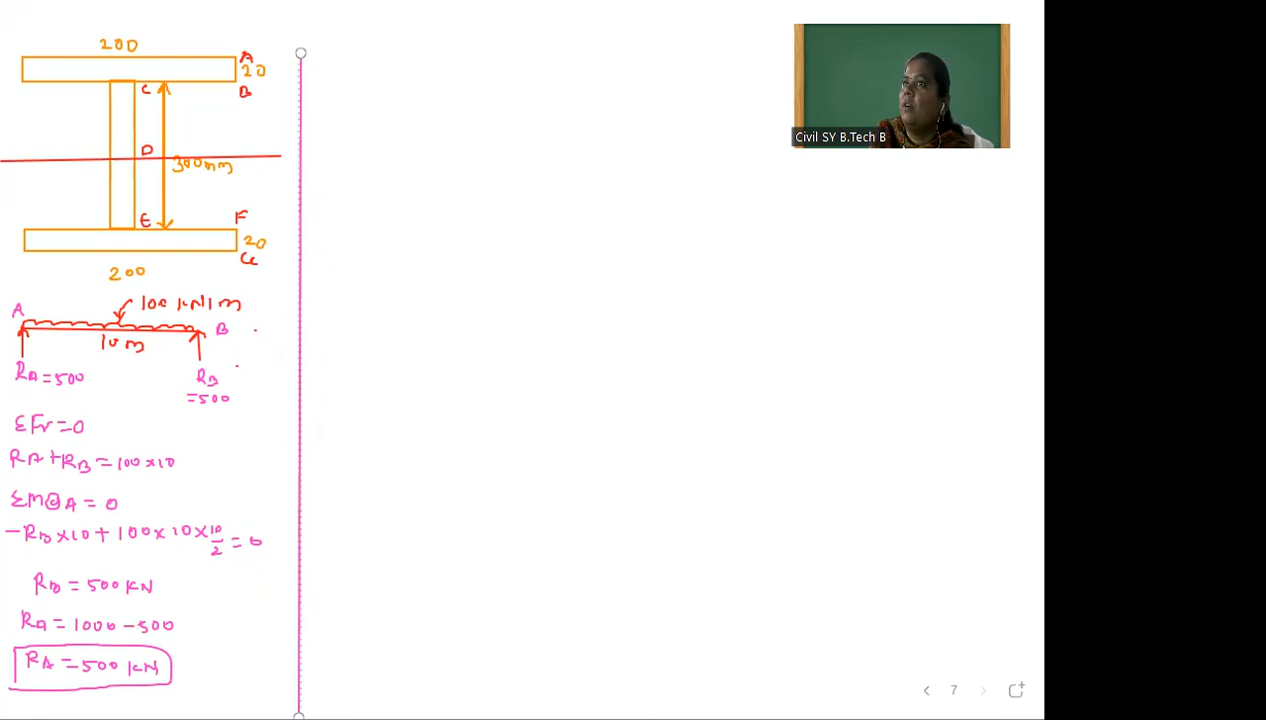 200
A
20
B
C
D
300mm
E
F
20
G
200
100 kN/m
A
B
10 m
RA = 500
RB
= 500
ΣFv = 0
RA + RB = 100 × 10
ΣM@A = 0
- RB × 10 + 100 × 10 × 10/2 = 0
RB = 500 KN
RA = 1000 - 500
RA = 500 KN
Civil SY B.Tech B
7